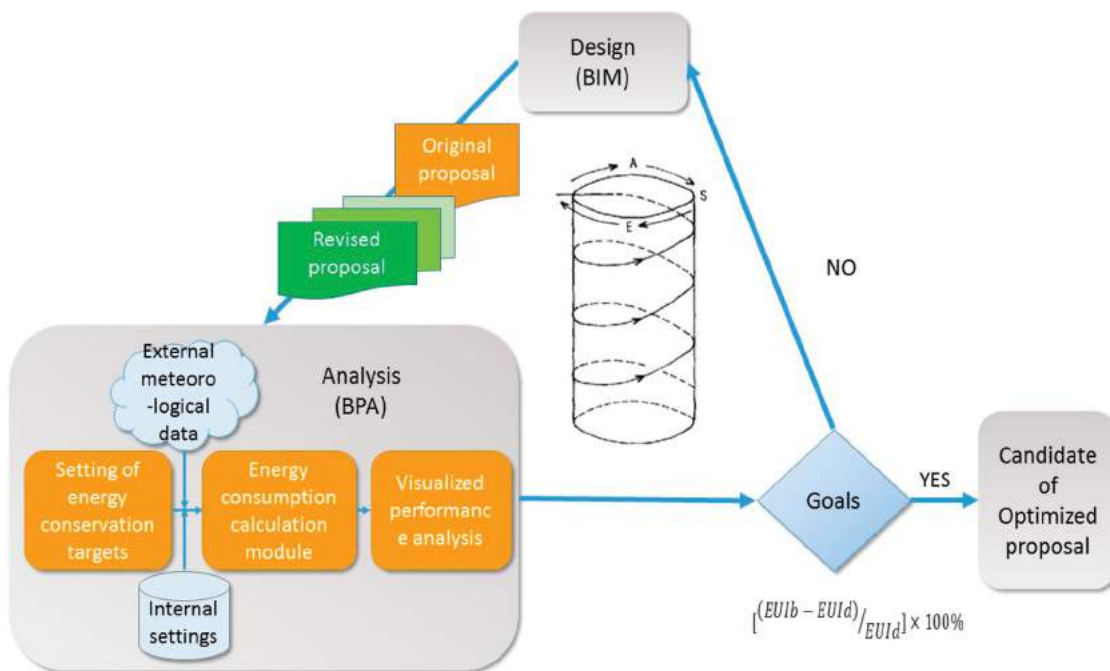 Design
(BIM)
Original
proposal
Revised
proposal
A
S
E
NO
External
meteoro
-logical
data
Analysis
(BPA)
Setting of
energy
conservation
targets
Energy
consumption
calculation
module
Visualized
performanc
e analysis
Internal
settings
Goals
YES
Candidate
of
Optimized
proposal
[(EUIb − EUId)/EUId] × 100%